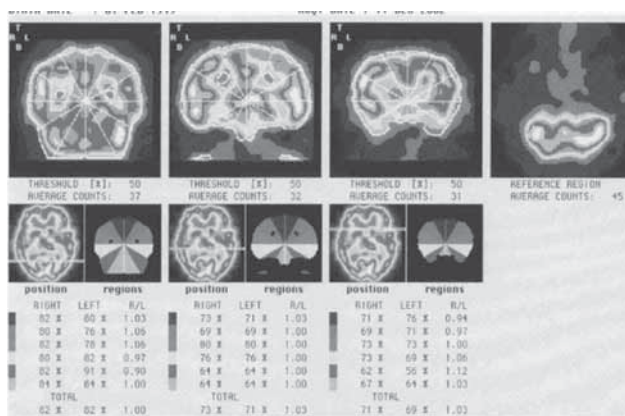 T
R L
B
T
R L
B
T
R L
B
THRESHOLD [%]: 50
AVERAGE COUNTS: 37
THRESHOLD [%]: 50
AVERAGE COUNTS: 32
THRESHOLD [%]: 50
AVERAGE COUNTS: 31
REFERENCE REGION
AVERAGE COUNTS: 45
position regions
position regions
position regions
RIGHT LEFT R/L
82 % 80 % 1.03
80 % 76 % 1.06
82 % 78 % 1.06
80 % 82 % 0.97
82 % 91 % 0.90
84 % 84 % 1.00
TOTAL
82 % 82 % 1.00
RIGHT LEFT R/L
73 % 71 % 1.03
69 % 69 % 1.00
80 % 80 % 1.00
76 % 76 % 1.00
64 % 64 % 1.00
64 % 64 % 1.00
TOTAL
73 % 71 % 1.03
RIGHT LEFT R/L
71 % 76 % 0.94
69 % 71 % 0.97
73 % 73 % 1.00
73 % 69 % 1.06
62 % 56 % 1.12
67 % 64 % 1.03
TOTAL
71 % 69 % 1.03